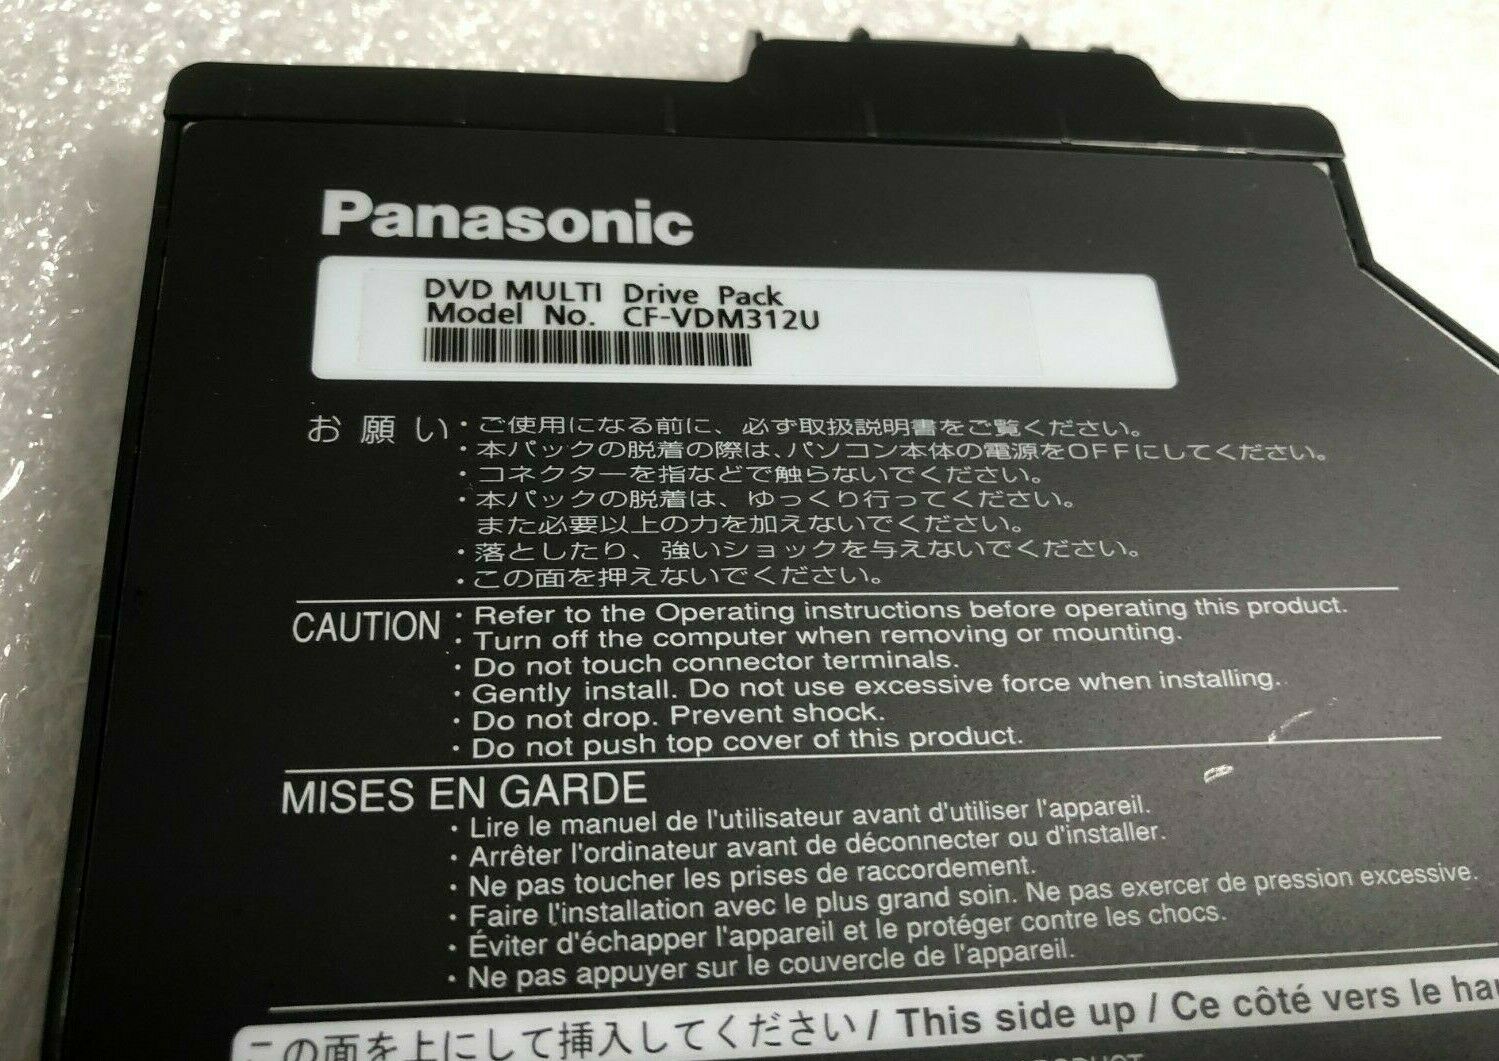 Panasonic
DVD MULTI Drive Pack
Model No. CF-VDM312U
お願い ・ご使用になる前に、必ず取扱説明書をご覧ください。
・本パックの脱着の際は、パソコン本体の電源をOFFにしてください。
・コネクターを指などで触らないでください。
・本パックの脱着は、ゆっくり行ってください。
また必要以上の力を加えないでください。
・落としたり、強いショックを与えないでください。
・この面を押えないでください。
CAUTION ・Refer to the Operating instructions before operating this product.
・Turn off the computer when removing or mounting.
・Do not touch connector terminals.
・Gently install. Do not use excessive force when installing.
・Do not drop. Prevent shock.
・Do not push top cover of this product.
MISES EN GARDE
・Lire le manuel de l'utilisateur avant d'utiliser l'appareil.
・Arrêter l'ordinateur avant de déconnecter ou d'installer.
・Ne pas toucher les prises de raccordement.
・Faire l'installation avec le plus grand soin. Ne pas exercer de pression excessive.
・Éviter d'échapper l'appareil et le protéger contre les chocs.
・Ne pas appuyer sur le couvercle de l'appareil.
この面を上にして挿入してください / This side up / Ce côté vers le